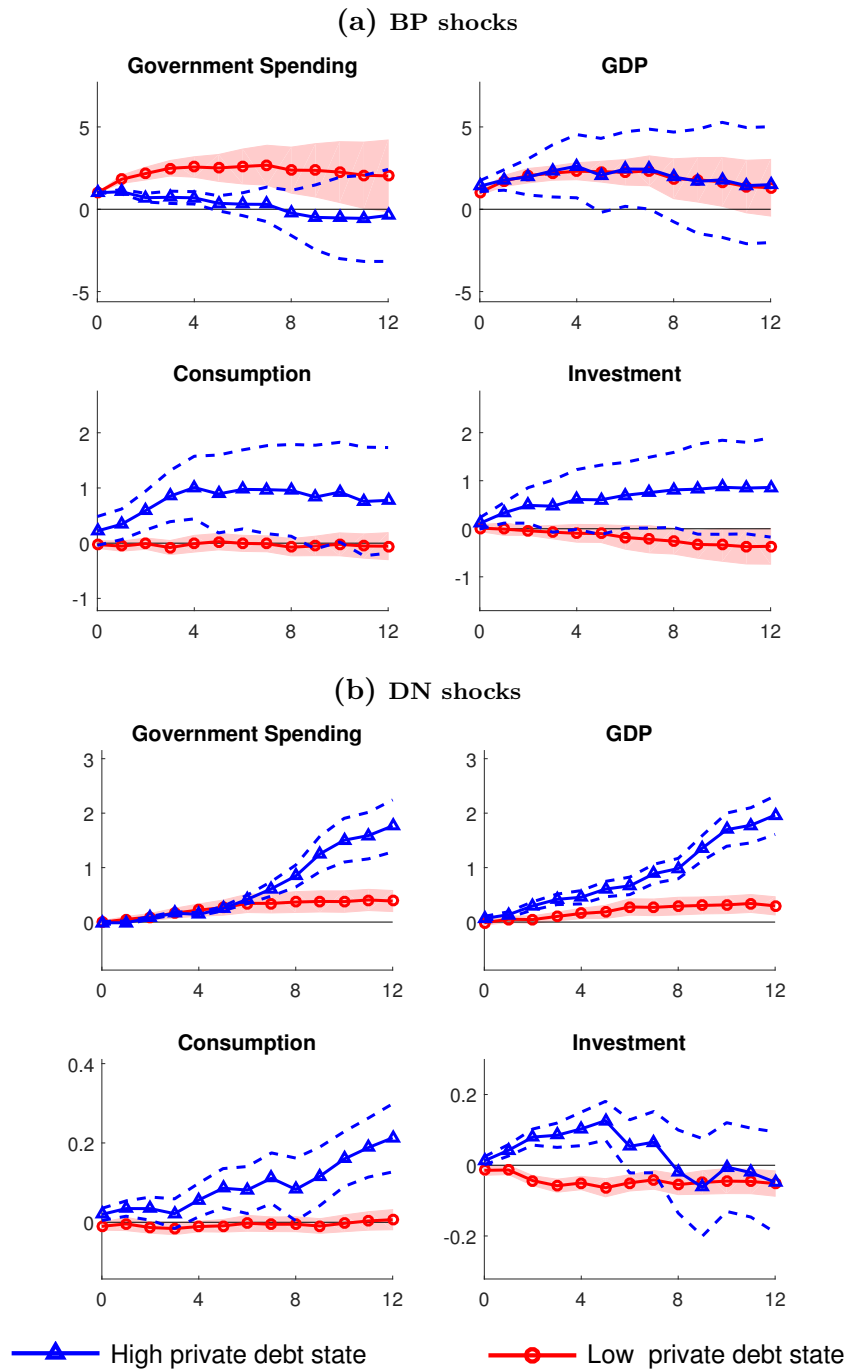 (a) BP shocks
Government Spending
GDP
5
0
-5
0 4 8 12
5
0
-5
0 4 8 12
Consumption
Investment
2
1
0
-1
0 4 8 12
2
1
0
-1
0 4 8 12
(b) DN shocks
Government Spending
GDP
3
2
1
0
0 4 8 12
3
2
1
0
0 4 8 12
Consumption
Investment
0.4
0.2
0
0 4 8 12
0.2
0
-0.2
0 4 8 12
High private debt state
Low private debt state